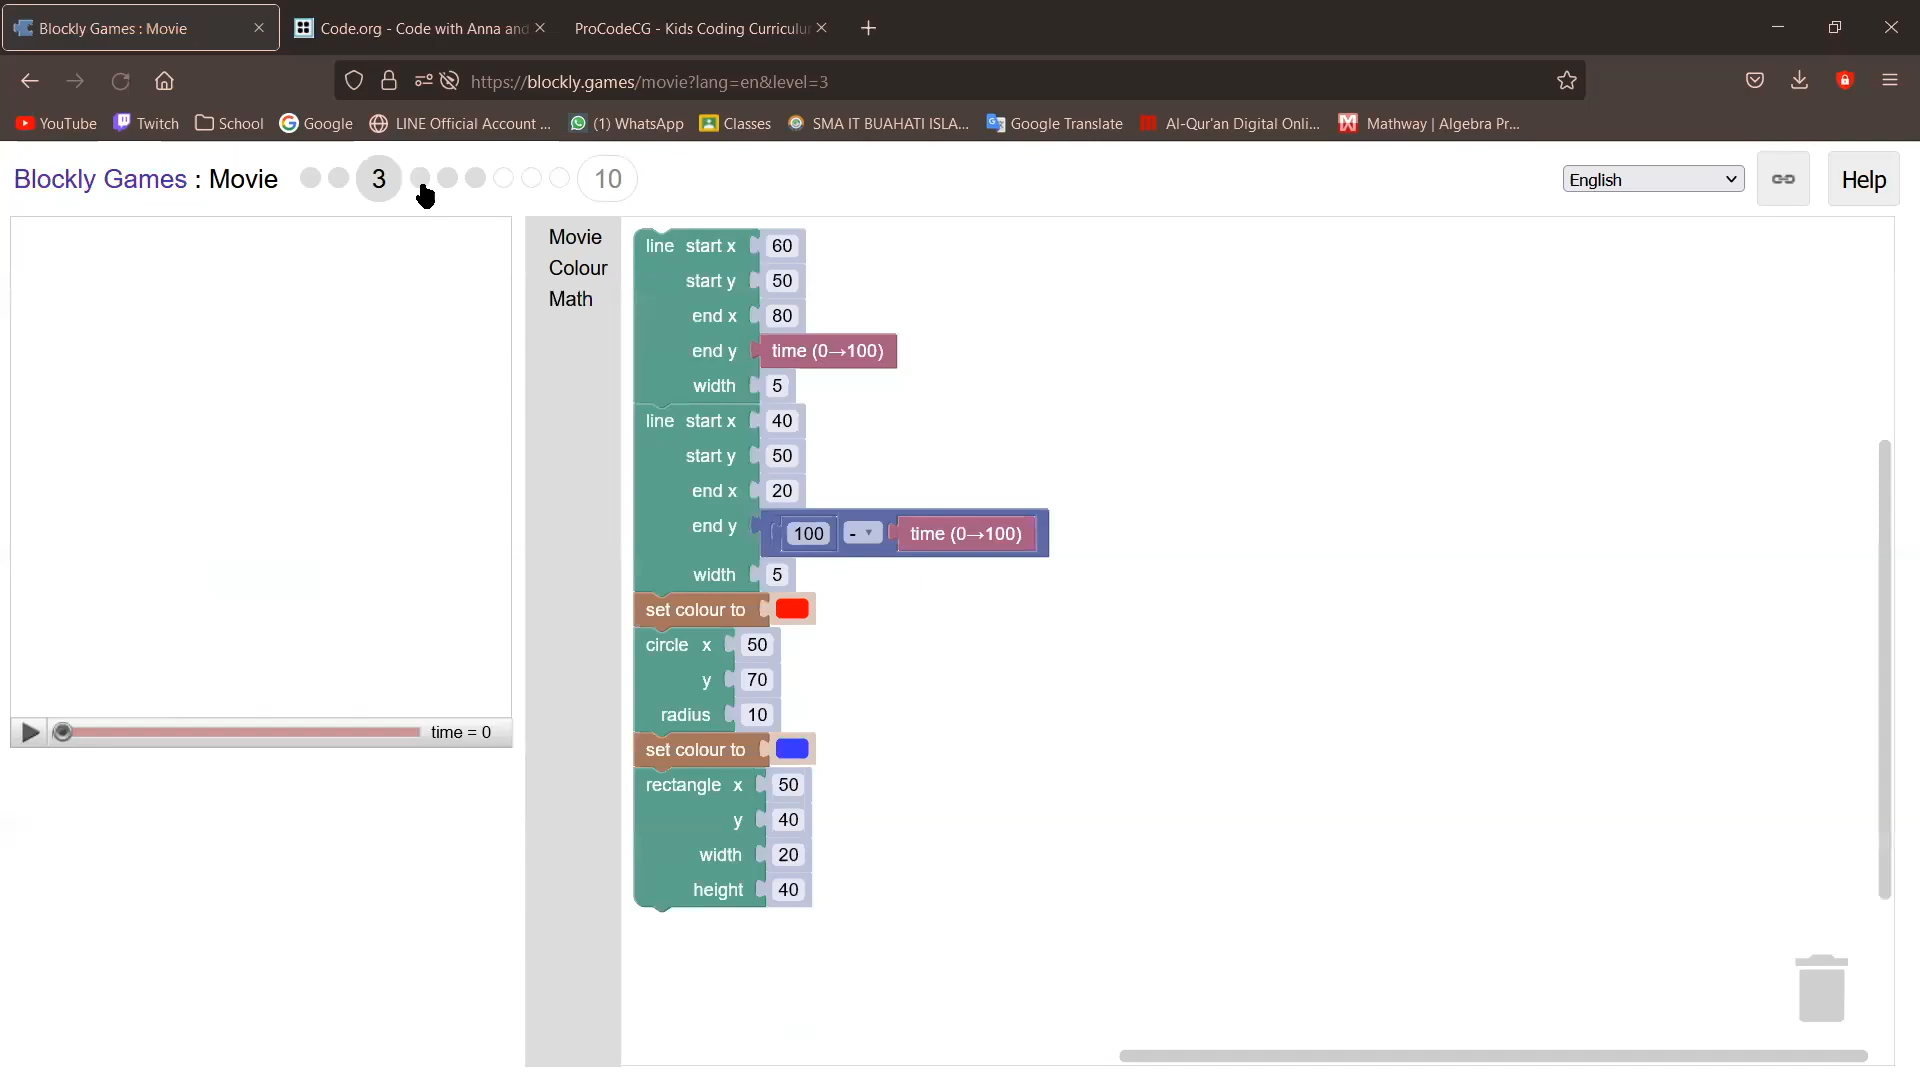 Blockly Games : Movie
Code.org - Code with Anna and
ProCodeCG - Kids Coding Curriculu
https://blockly.games/movie?lang=en&level=3
YouTube
Twitch
School
Google
LINE Official Account ...
(1) WhatsApp
Classes
SMA IT BUAHATI ISLA...
Google Translate
Al-Qur'an Digital Onli...
Mathway | Algebra Pr...
Blockly Games : Movie
3
10
English
Help
Movie
Colour
Math
time = 0
line start x 60
start y 50
end x 80
end y time (0→100)
width 5
line start x 40
start y 50
end x 20
end y 100 - time (0→100)
width 5
set colour to
circle x 50
y 70
radius 10
set colour to
rectangle x 50
y 40
width 20
height 40